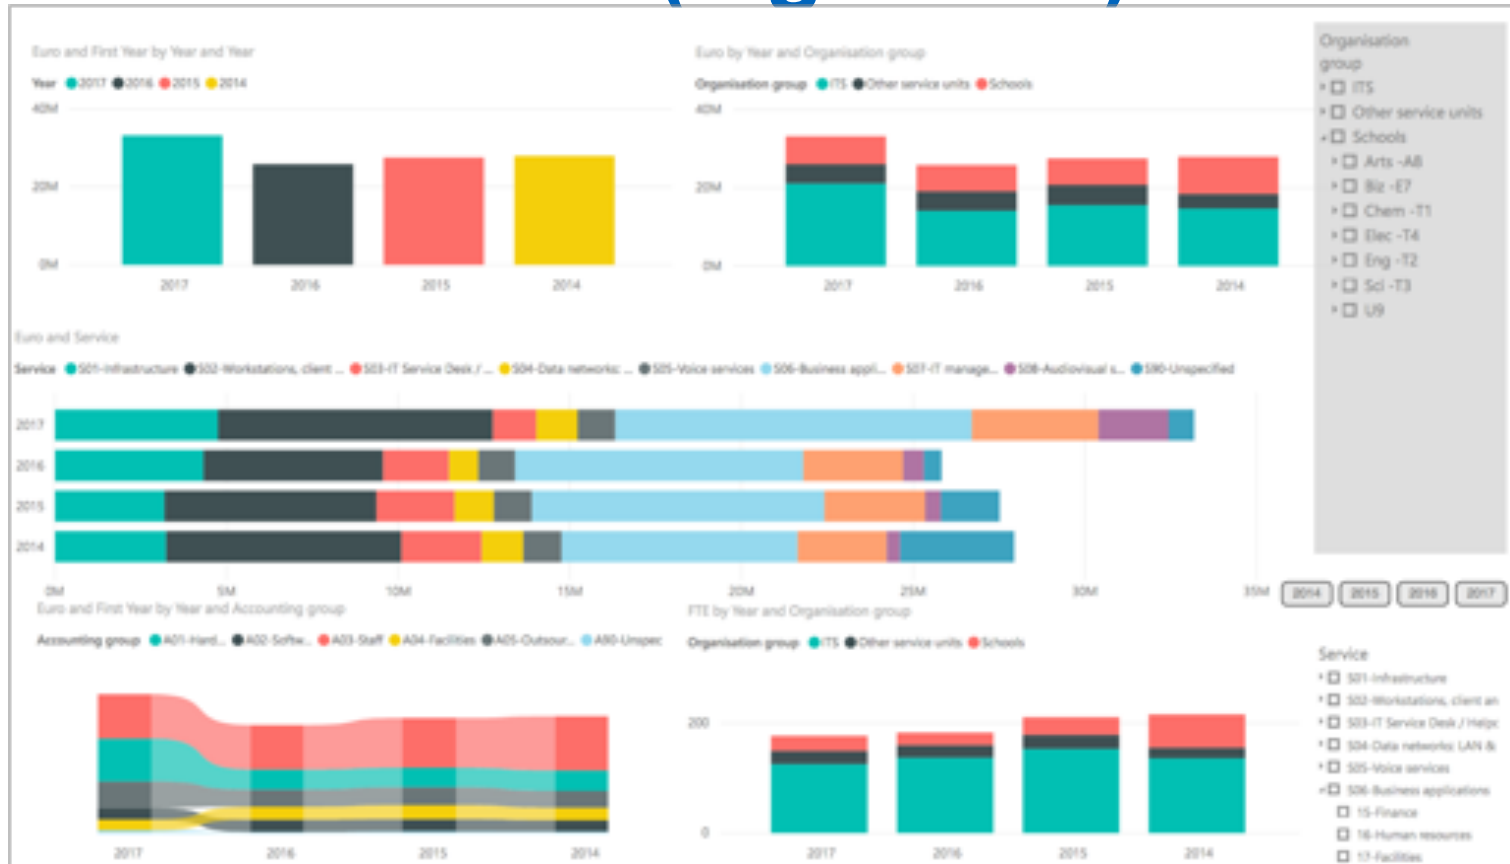 Euro and First Year by Year and Year
Year 2017 2016 2015 2014
40M
20M
0M
2017 2016 2015 2014
Euro by Year and Organisation group
Organisation group ITS Other service units Schools
40M
20M
0M
2017 2016 2015 2014
Organisation
group
ITS
Other service units
Schools
Arts -A8
Biz -E7
Chem -T1
Elec -T4
Eng -T2
Sci -T3
U9
Euro and Service
Service S01-Infrastructure S02-Workstations, client ... S03-IT Service Desk / ... S04-Data networks: ... S05-Voice services S06-Business appli... S07-IT manage... S08-Audiovisual s... S90-Unspecified
2017
2016
2015
2014
0M 5M 10M 15M 20M 25M 30M 35M
2014 2015 2016 2017
Euro and First Year by Year and Accounting group
Accounting group A01-Hard... A02-Softw... A03-Staff A04-Facilities A05-Outsour... A90-Unspec
2017 2016 2015 2014
FTE by Year and Organisation group
Organisation group ITS Other service units Schools
200
0
2017 2016 2015 2014
Service
S01-Infrastructure
S02-Workstations, client an
S03-IT Service Desk / Helpc
S04-Data networks: LAN &
S05-Voice services
S06-Business applications
15-Finance
16-Human resources
17-Facilities